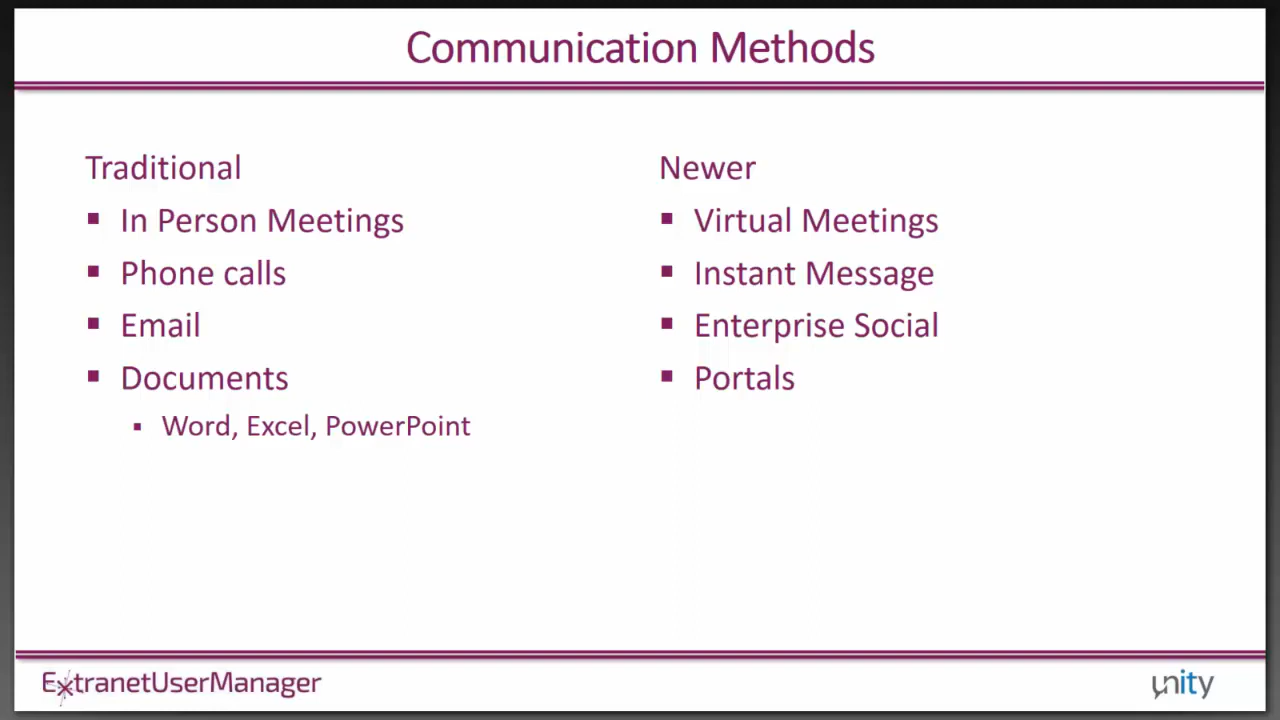 Communication Methods
Traditional
In Person Meetings
Phone calls
Email
Documents
Word, Excel, PowerPoint
Newer
Virtual Meetings
Instant Message
Enterprise Social
Portals
ExtranetUserManager
unity